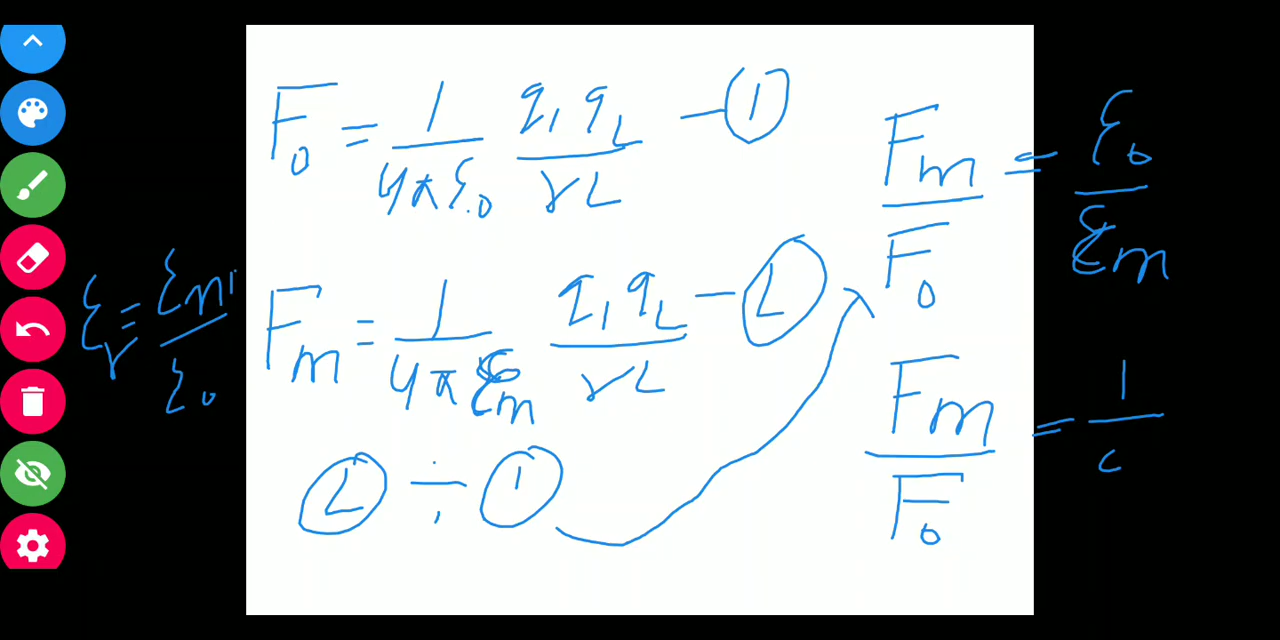 F₀ = 1/4πε₀ q₁q₂/r² — ①
Fm = 1/4πεm q₁q₂/r² — ②
εr = εm/ε₀
② ÷ ①
Fm/F₀ = ε₀/εm
Fm/F₀ = 1/